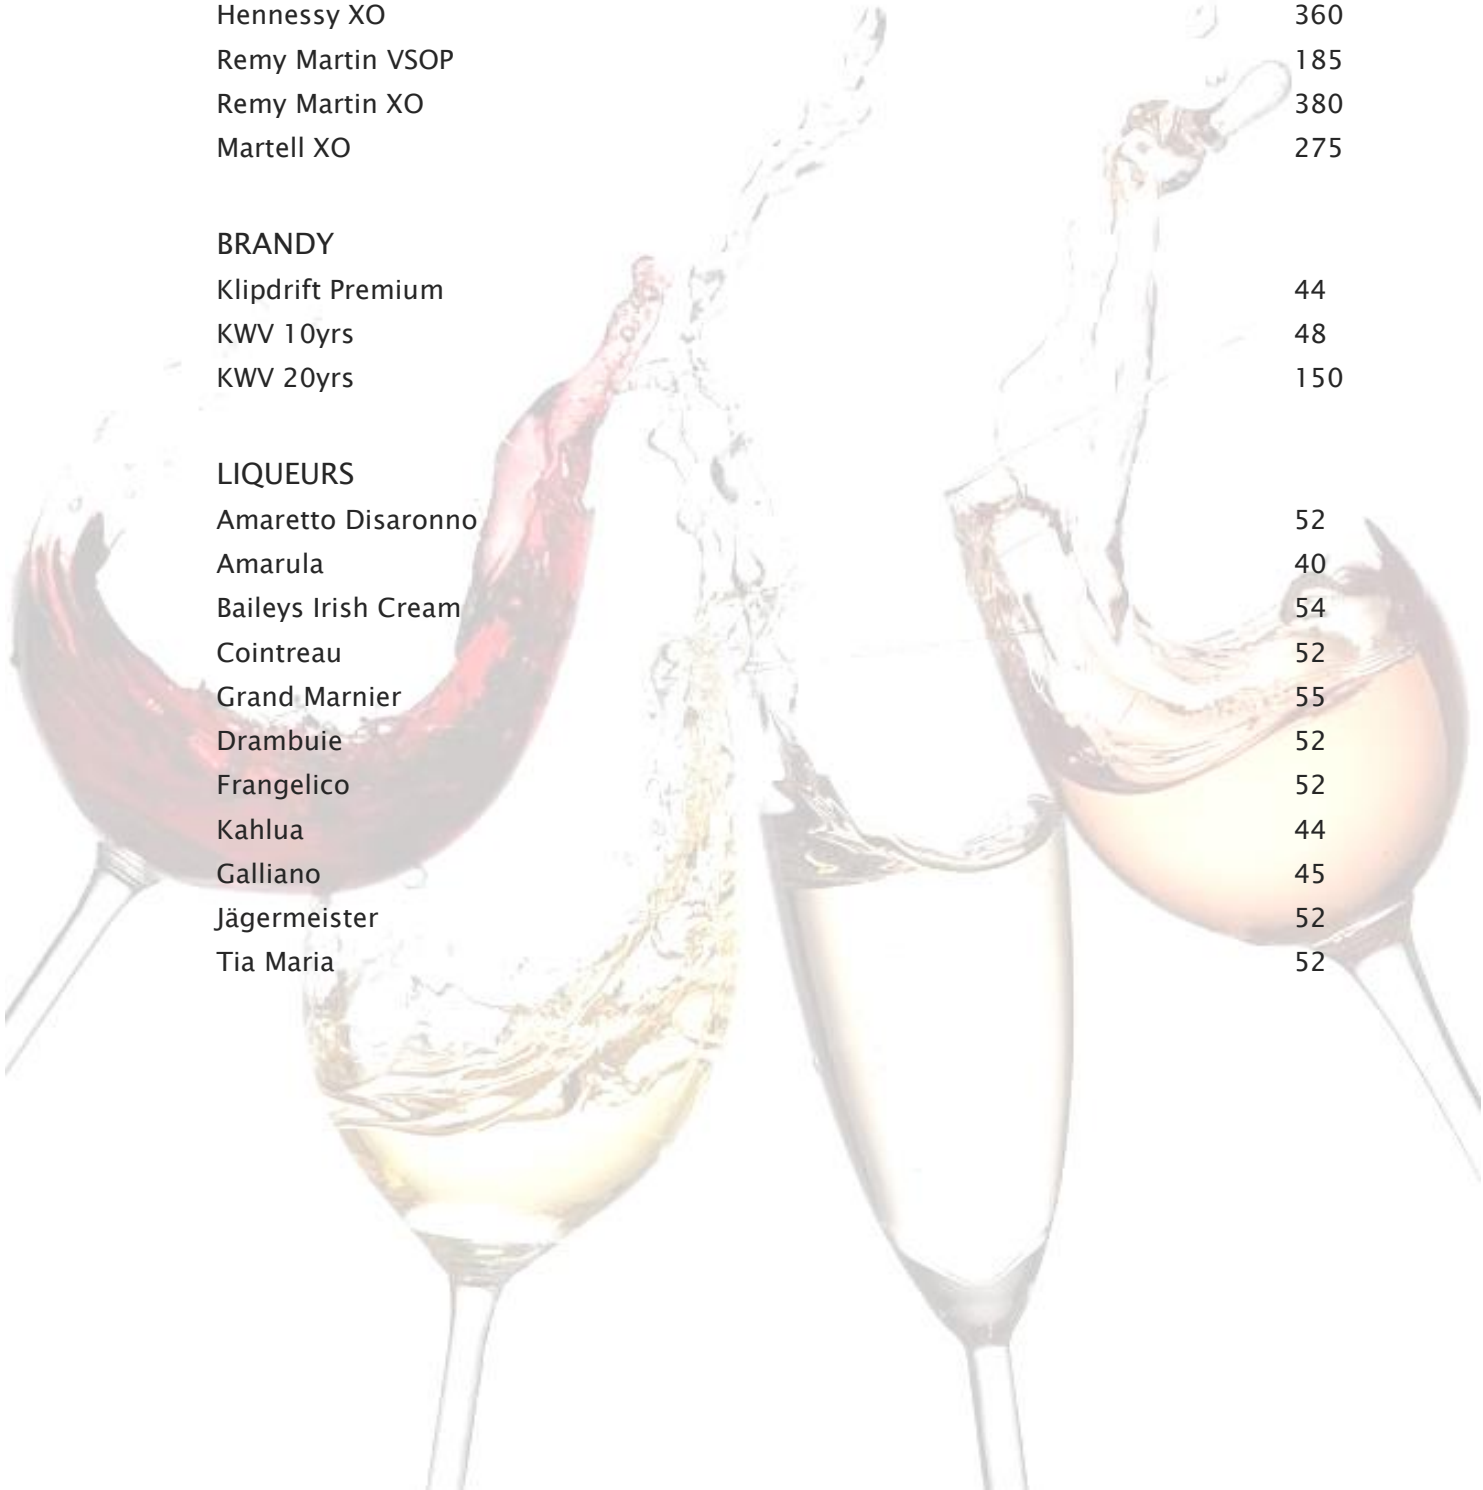 Hennessy XO 360
Remy Martin VSOP 185
Remy Martin XO 380
Martell XO 275
BRANDY
Klipdrift Premium 44
KWV 10yrs 48
KWV 20yrs 150
LIQUEURS
Amaretto Disaronno 52
Amarula 40
Baileys Irish Cream 54
Cointreau 52
Grand Marnier 55
Drambuie 52
Frangelico 52
Kahlua 44
Galliano 45
Jägermeister 52
Tia Maria 52